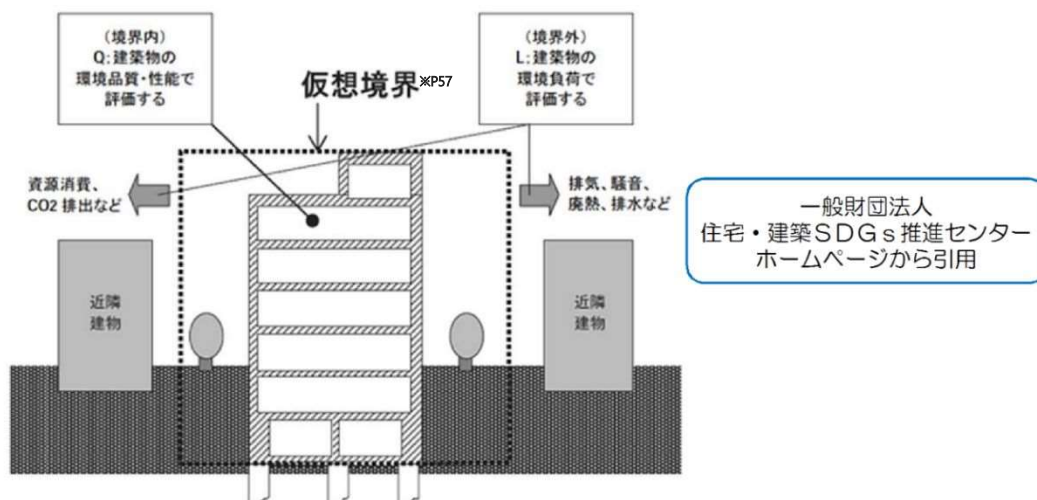 (境界内)
Q:建築物の
環境品質・性能で
評価する
仮想境界※P57
(境界外)
L:建築物の
環境負荷で
評価する
資源消費、
CO2 排出など
排気、騒音、
廃熱、排水など
一般財団法人
住宅・建築SDGs推進センター
ホームページから引用
近隣
建物
近隣
建物